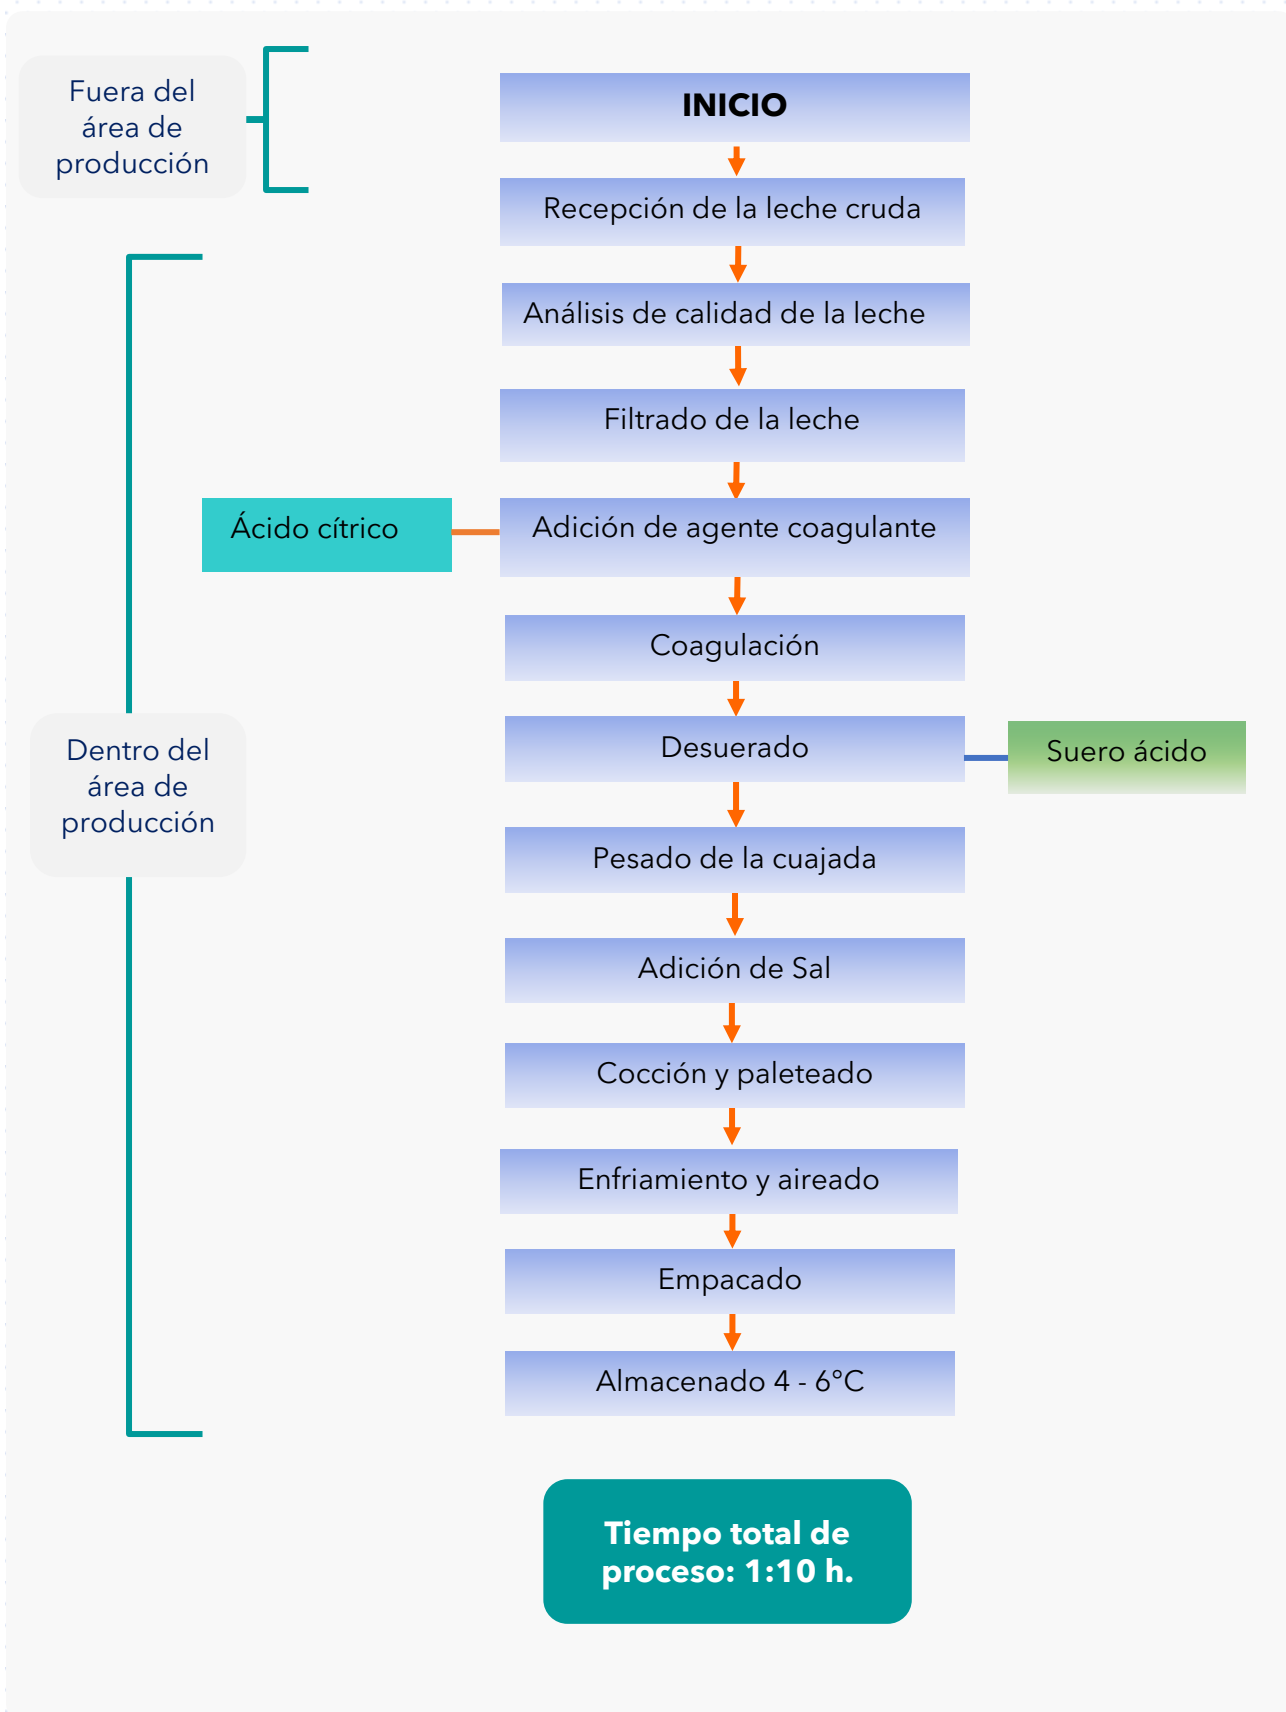 Fuera del
área de
producción
INICIO
Recepción de la leche cruda
Análisis de calidad de la leche
Filtrado de la leche
Ácido cítrico
Adición de agente coagulante
Coagulación
Dentro del
área de
producción
Desuerado
Suero ácido
Pesado de la cuajada
Adición de Sal
Cocción y paleteado
Enfriamiento y aireado
Empacado
Almacenado 4 - 6°C
Tiempo total de
proceso: 1:10 h.